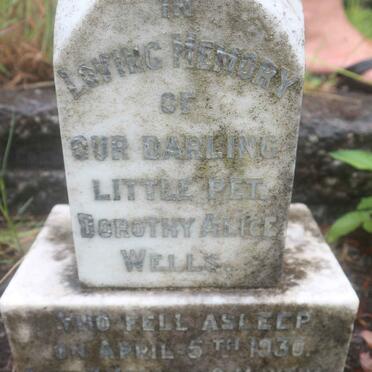 IN
LOVING MEMORY
OF
OUR DARLING
LITTLE PET
DOROTHY ALICE
WELLS
WHO FELL ASLEEP
ON APRIL 5TH 1930.